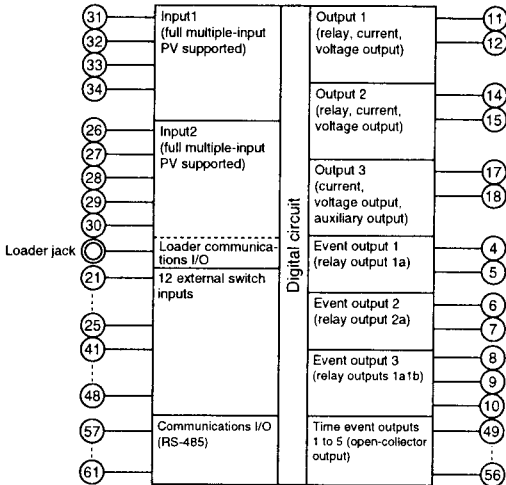 31
32
33
34
Input1
(full multiple-input
PV supported)
26
27
28
29
30
Input2
(full multiple-input
PV supported)
Loader jack
Loader communica-
tions I/O
21
25
41
48
12 external switch
inputs
57
61
Communications I/O
(RS-485)
Digital circuit
Output 1
(relay, current,
voltage output)
11
12
Output 2
(relay, current,
voltage output)
14
15
Output 3
(current,
voltage output,
auxiliary output)
17
18
Event output 1
(relay output 1a)
4
5
Event output 2
(relay output 2a)
6
7
Event output 3
(relay outputs 1a1b)
8
9
10
Time event outputs
1 to 5 (open-collector
output)
49
56